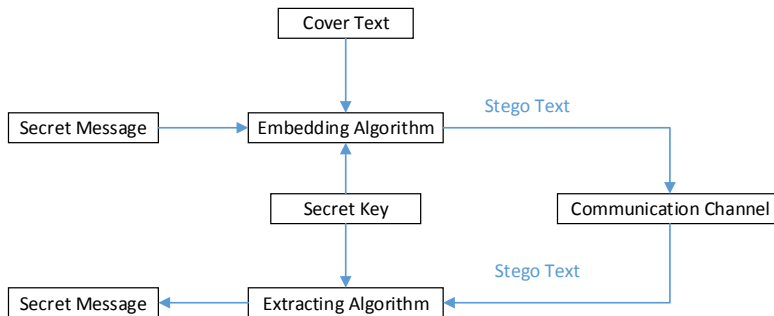 Cover Text
Stego Text
Secret Message
Embedding Algorithm
Secret Key
Communication Channel
Stego Text
Secret Message
Extracting Algorithm